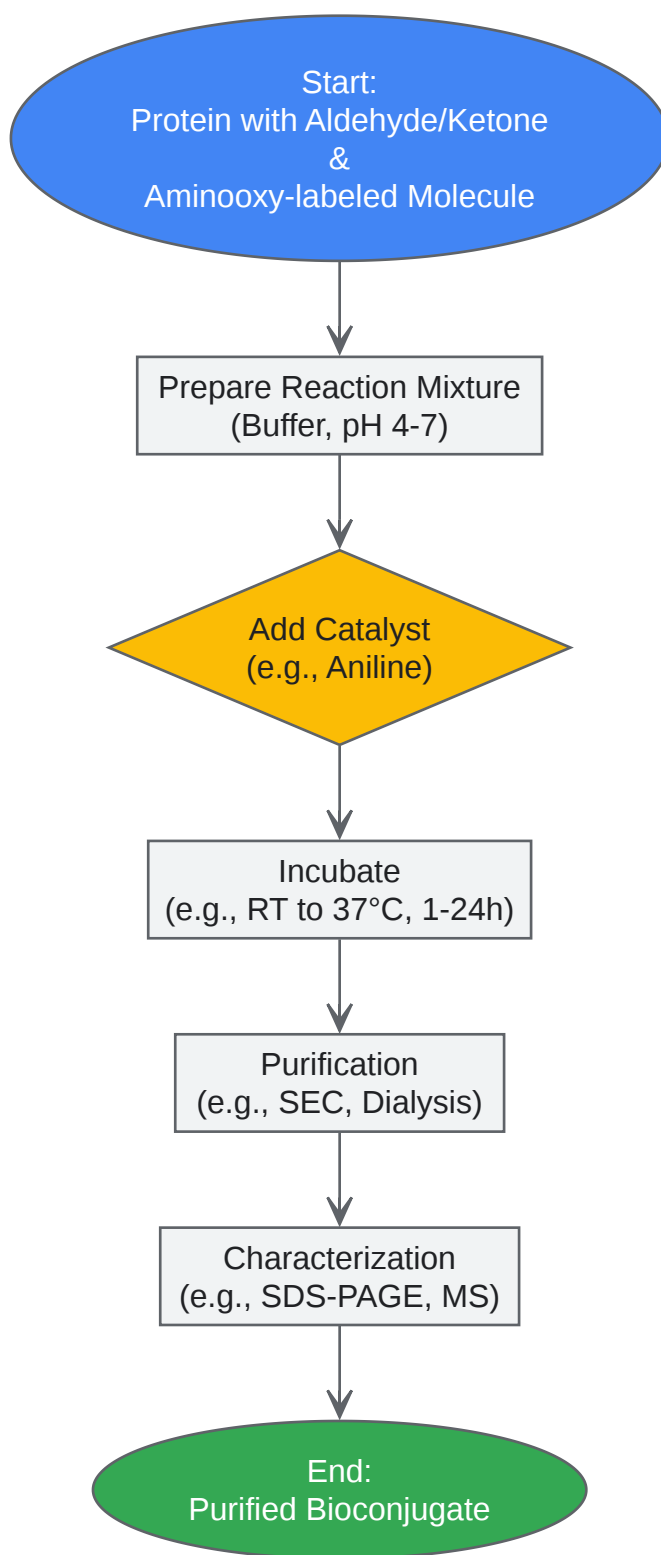 Start:
Protein with Aldehyde/Ketone
&
Aminooxy-labeled Molecule
Prepare Reaction Mixture
(Buffer, pH 4-7)
Add Catalyst
(e.g., Aniline)
Incubate
(e.g., RT to 37°C, 1-24h)
Purification
(e.g., SEC, Dialysis)
Characterization
(e.g., SDS-PAGE, MS)
End:
Purified Bioconjugate